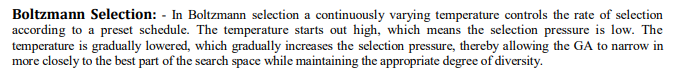 Boltzmann Selection: - In Boltzmann selection a continuously varying temperature controls the rate of selection
according to a preset schedule. The temperature starts out high, which means the selection pressure is low. The
temperature is gradually lowered, which gradually increases the selection pressure, thereby allowing the GA to narrow in
more closely to the best part of the search space while maintaining the appropriate degree of diversity.